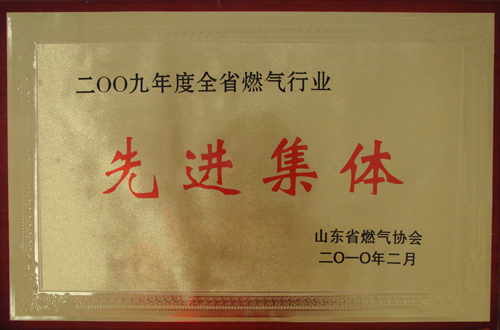 二OO九年度全省燃气行业
先进集体
山东省燃气协会
二O一O年二月